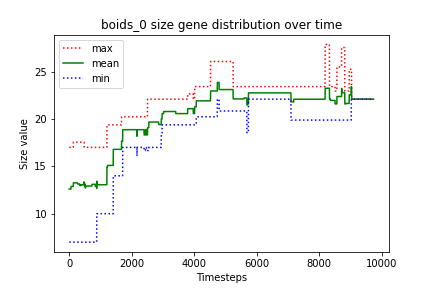 boids_0 size gene distribution over time
max
mean
min
Size value
25
20
15
10
0 2000 4000 6000 8000 10000
Timesteps